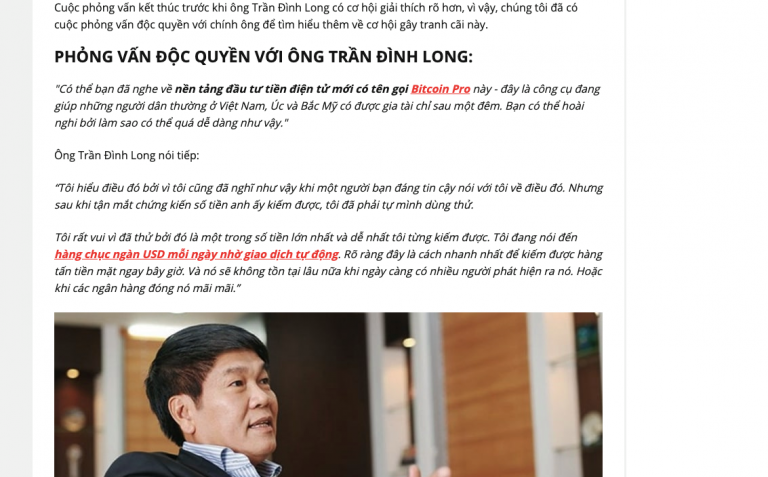 Cuộc phỏng vấn kết thúc trước khi ông Trần Đình Long có cơ hội giải thích rõ hơn, vì vậy, chúng tôi đã có
cuộc phỏng vấn độc quyền với chính ông để tìm hiểu thêm về cơ hội gây tranh cãi này.
PHỎNG VẤN ĐỘC QUYỀN VỚI ÔNG TRẦN ĐÌNH LONG:
"Có thể bạn đã nghe về nền tảng đầu tư tiền điện tử mới có tên gọi Bitcoin Pro này - đây là công cụ đang
giúp những người dân thường ở Việt Nam, Úc và Bắc Mỹ có được gia tài chỉ sau một đêm. Bạn có thể hoài
nghi bởi làm sao có thể quá dễ dàng như vậy."
Ông Trần Đình Long nói tiếp:
“Tôi hiểu điều đó bởi vì tôi cũng đã nghĩ như vậy khi một người bạn đáng tin cậy nói với tôi về điều đó. Nhưng
sau khi tận mắt chứng kiến số tiền anh ấy kiếm được, tôi đã phải tự mình dùng thử.
Tôi rất vui vì đã thử bởi đó là một trong số tiền lớn nhất và dễ nhất tôi từng kiếm được. Tôi đang nói đến
hàng chục ngàn USD mỗi ngày nhờ giao dịch tự động. Rõ ràng đây là cách nhanh nhất để kiếm được hàng
tấn tiền mặt ngay bây giờ. Và nó sẽ không tồn tại lâu nữa khi ngày càng có nhiều người phát hiện ra nó. Hoặc
khi các ngân hàng đóng nó mãi mãi.”